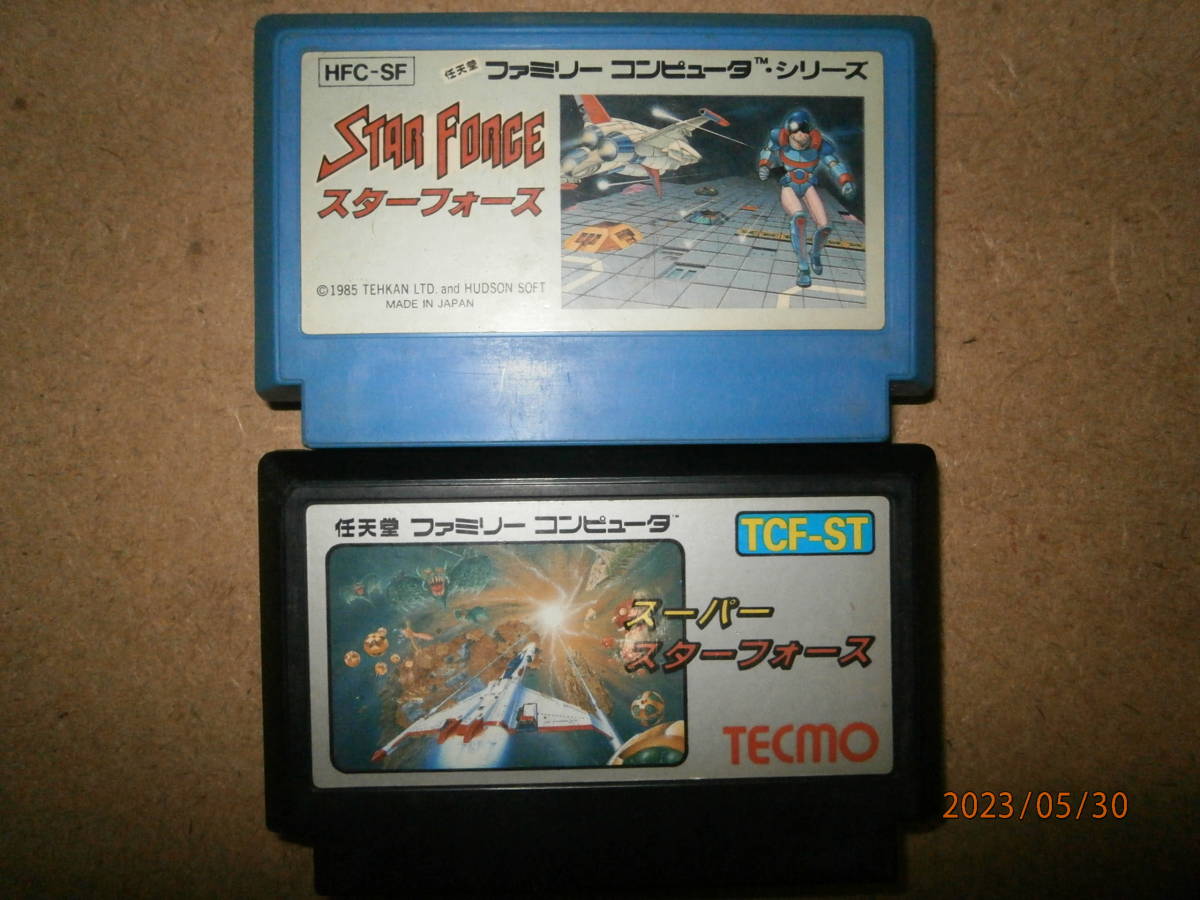 HFC-SF
任天堂 ファミリー コンピュータ™・シリーズ
STAR FORCE
スターフォース
©1985 TEHKAN LTD. and HUDSON SOFT
MADE IN JAPAN
任天堂 ファミリー コンピュータ™
TCF-ST
スーパー
スターフォース
TECMO
2023/05/30